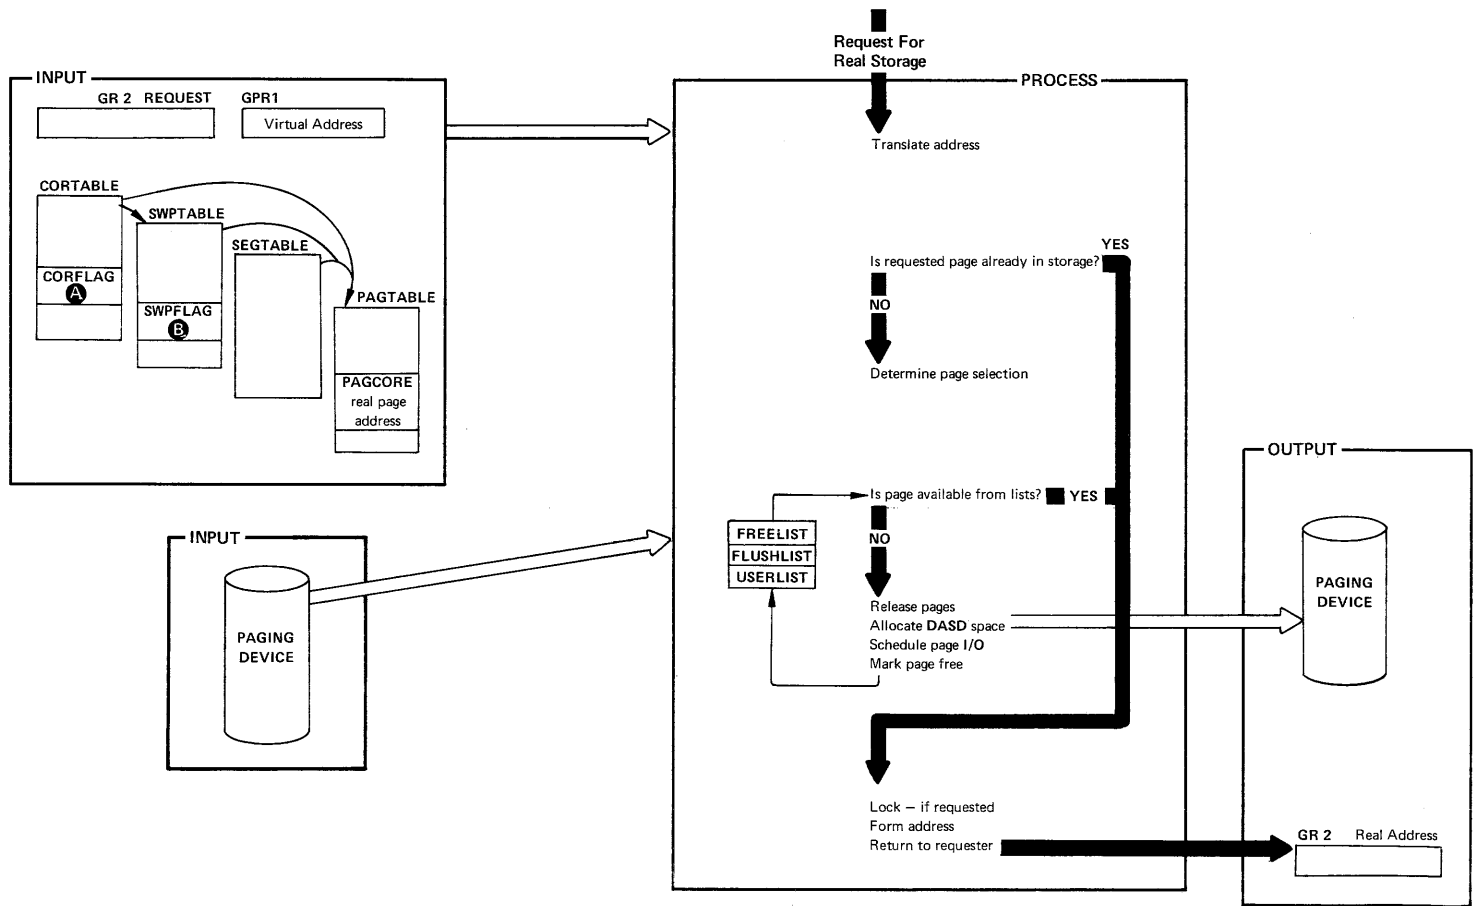 Request For
Real Storage
INPUT
GR 2 REQUEST
GPR1
Virtual Address
CORTABLE
SWPTABLE
SEGTABLE
PAGTABLE
CORFLAG
A
SWPFLAG
B
PAGCORE
real page
address
INPUT
PAGING
DEVICE
PROCESS
Translate address
YES
Is requested page already in storage?
NO
Determine page selection
Is page available from lists?
YES
NO
FREELIST
FLUSHLIST
USERLIST
Release pages
Allocate DASD space
Schedule page I/O
Mark page free
Lock – if requested
Form address
Return to requester
OUTPUT
PAGING
DEVICE
GR 2 Real Address